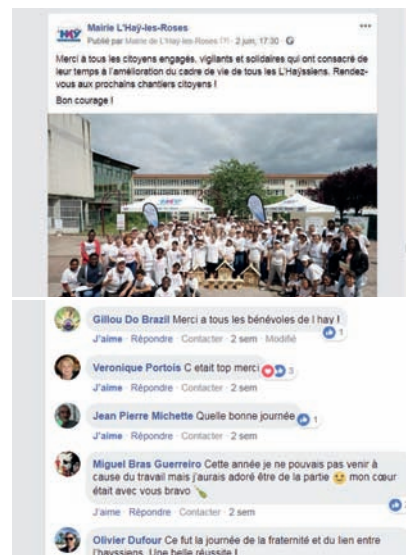 Mairie L'Haÿ-les-Roses
Publié par Mairie de L'Haÿ-les-Roses [?] · 2 juin, 17:30 ·
Merci à tous les citoyens engagés, vigilants et solidaires qui ont consacré de
leur temps à l'amélioration du cadre de vie de tous les L'Haÿssiens. Rendez-
vous aux prochains chantiers citoyens !
Bon courage !
Gillou Do Brazil Merci a tous les bénévoles de l hay !
1
J'aime · Répondre · Contacter · 2 sem · Modifié
Veronique Portois C etait top merci
3
J'aime · Répondre · Contacter · 2 sem
Jean Pierre Michette Quelle bonne journée
1
J'aime · Répondre · Contacter · 2 sem
Miguel Bras Guerreiro Cette année je ne pouvais pas venir à
cause du travail mais j'aurais adoré être de la partie 😉 mon cœur
était avec vous bravo 🍾
J'aime · Répondre · Contacter · 2 sem
Olivier Dufour Ce fut la journée de la fraternité et du lien entre
l'hayssiens. Une belle réussite !